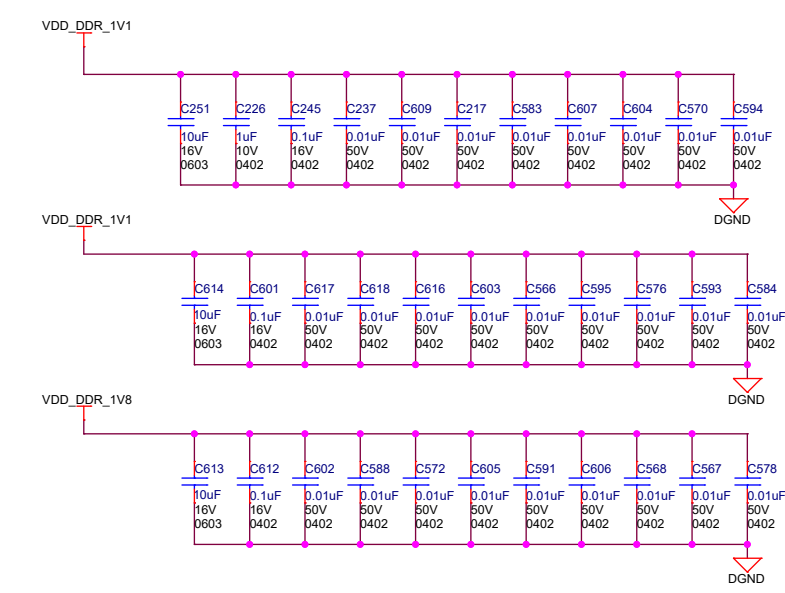 VDD_DDR_1V1
C251 C226 C245 C237 C609 C217 C583 C607 C604 C570 C594
10uF 1uF 0.1uF 0.01uF 0.01uF 0.01uF 0.01uF 0.01uF 0.01uF 0.01uF 0.01uF
16V 10V 16V 50V 50V 50V 50V 50V 50V 50V 50V
0603 0402 0402 0402 0402 0402 0402 0402 0402 0402 0402
DGND
VDD_DDR_1V1
C614 C601 C617 C618 C616 C603 C566 C595 C576 C593 C584
10uF 0.1uF 0.01uF 0.01uF 0.01uF 0.01uF 0.01uF 0.01uF 0.01uF 0.01uF 0.01uF
16V 16V 50V 50V 50V 50V 50V 50V 50V 50V 50V
0603 0402 0402 0402 0402 0402 0402 0402 0402 0402 0402
DGND
VDD_DDR_1V8
C613 C612 C602 C588 C572 C605 C591 C606 C568 C567 C578
10uF 0.1uF 0.01uF 0.01uF 0.01uF 0.01uF 0.01uF 0.01uF 0.01uF 0.01uF 0.01uF
16V 16V 50V 50V 50V 50V 50V 50V 50V 50V 50V
0603 0402 0402 0402 0402 0402 0402 0402 0402 0402 0402
DGND